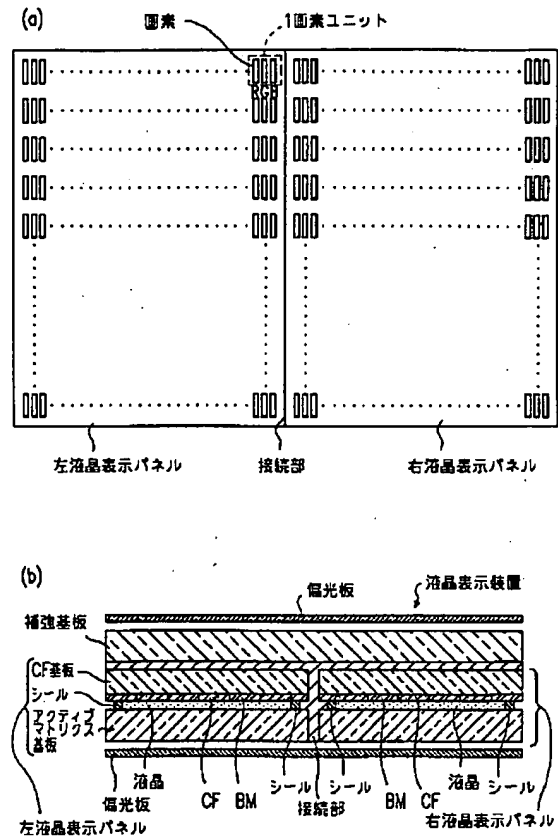 (a)
画素
1画素ユニット
RGB
左液晶表示パネル
接続部
右液晶表示パネル
(b)
偏光板
液晶表示装置
補強基板
CF基板
シール
アクティブ
マトリクス
基板
液晶
シール
シール
液晶
シール
偏光板
CF
BM
接続部
BM
CF
左液晶表示パネル
右液晶表示パネル